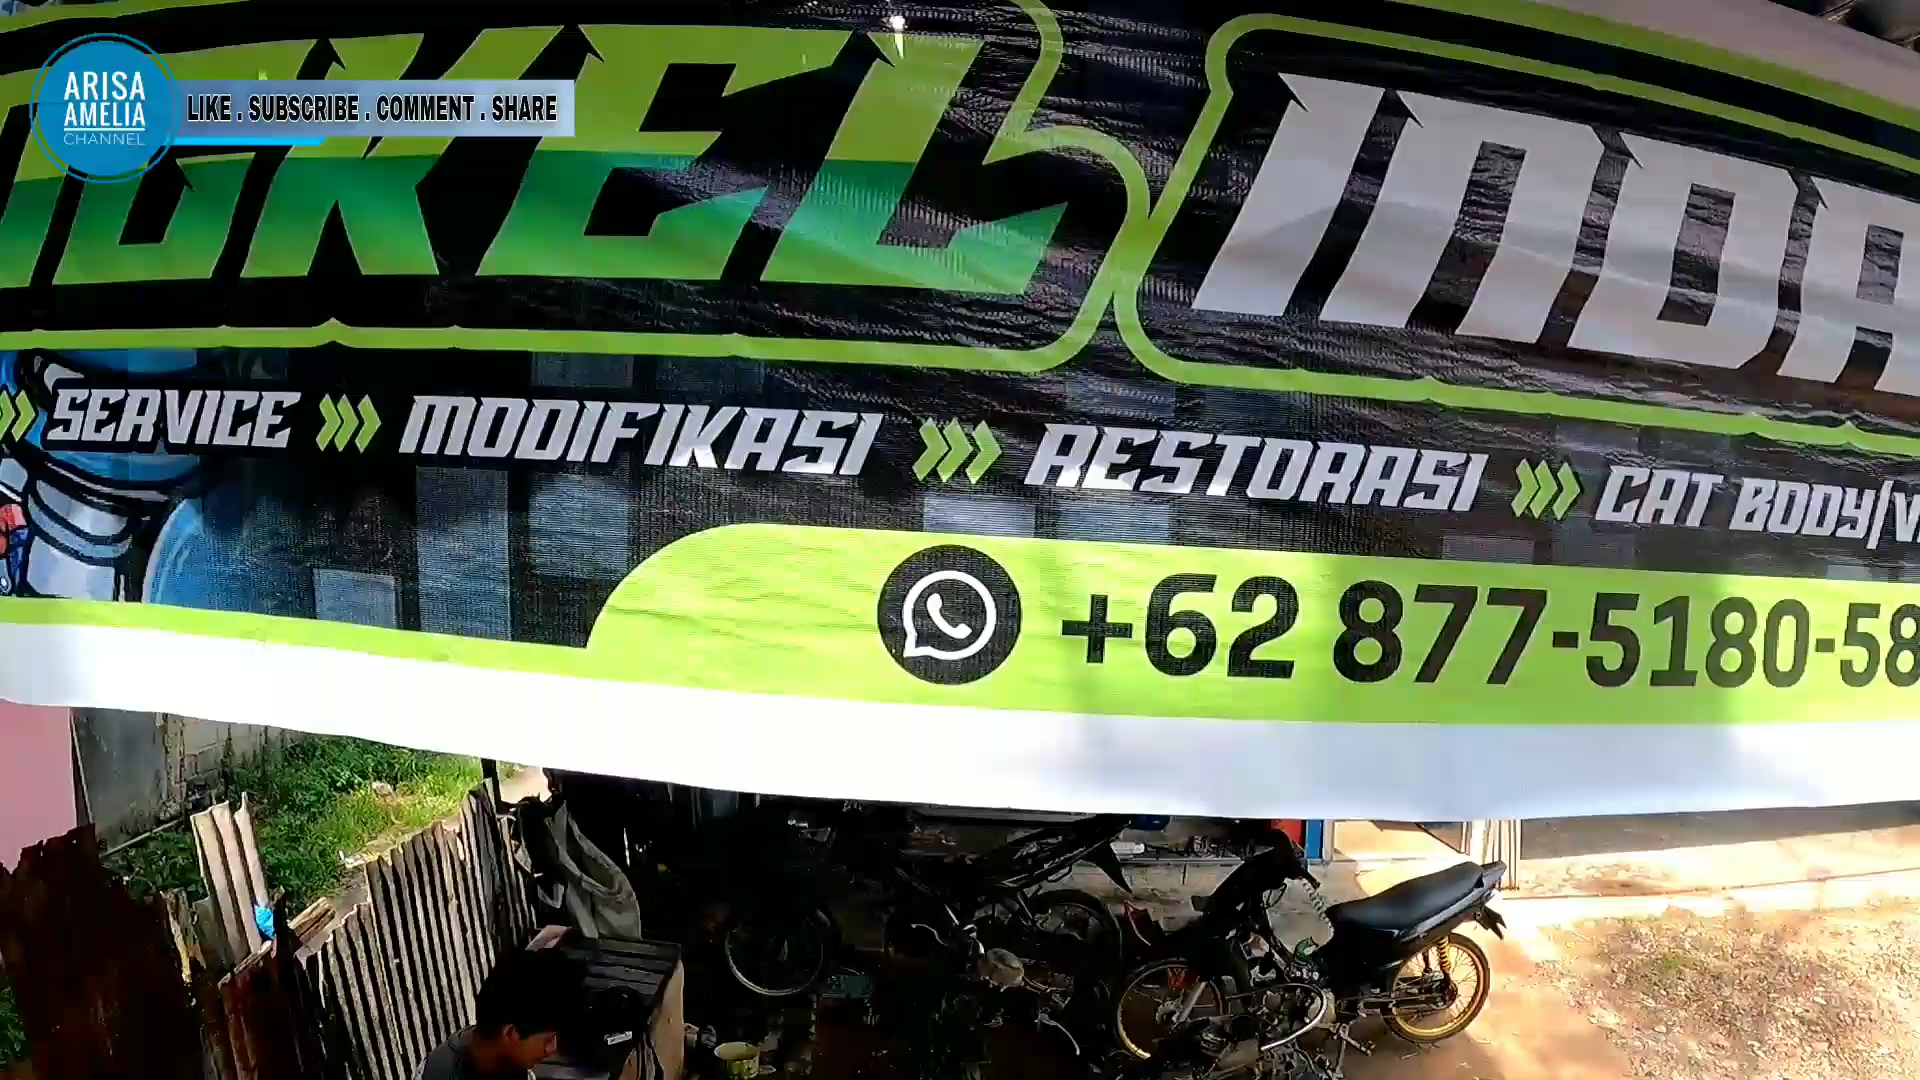 ARISA
AMELIA
CHANNEL
LIKE . SUBSCRIBE . COMMENT . SHARE
SERVICE >>> MODIFIKASI >>> RESTORASI >>> CAT BODY/V
+62 877-5180-58